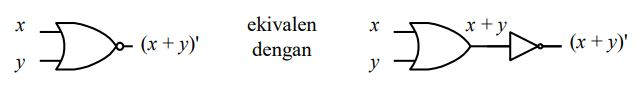 x
y
(x + y)'
ekivalen
dengan
x
y
x + y
(x + y)'